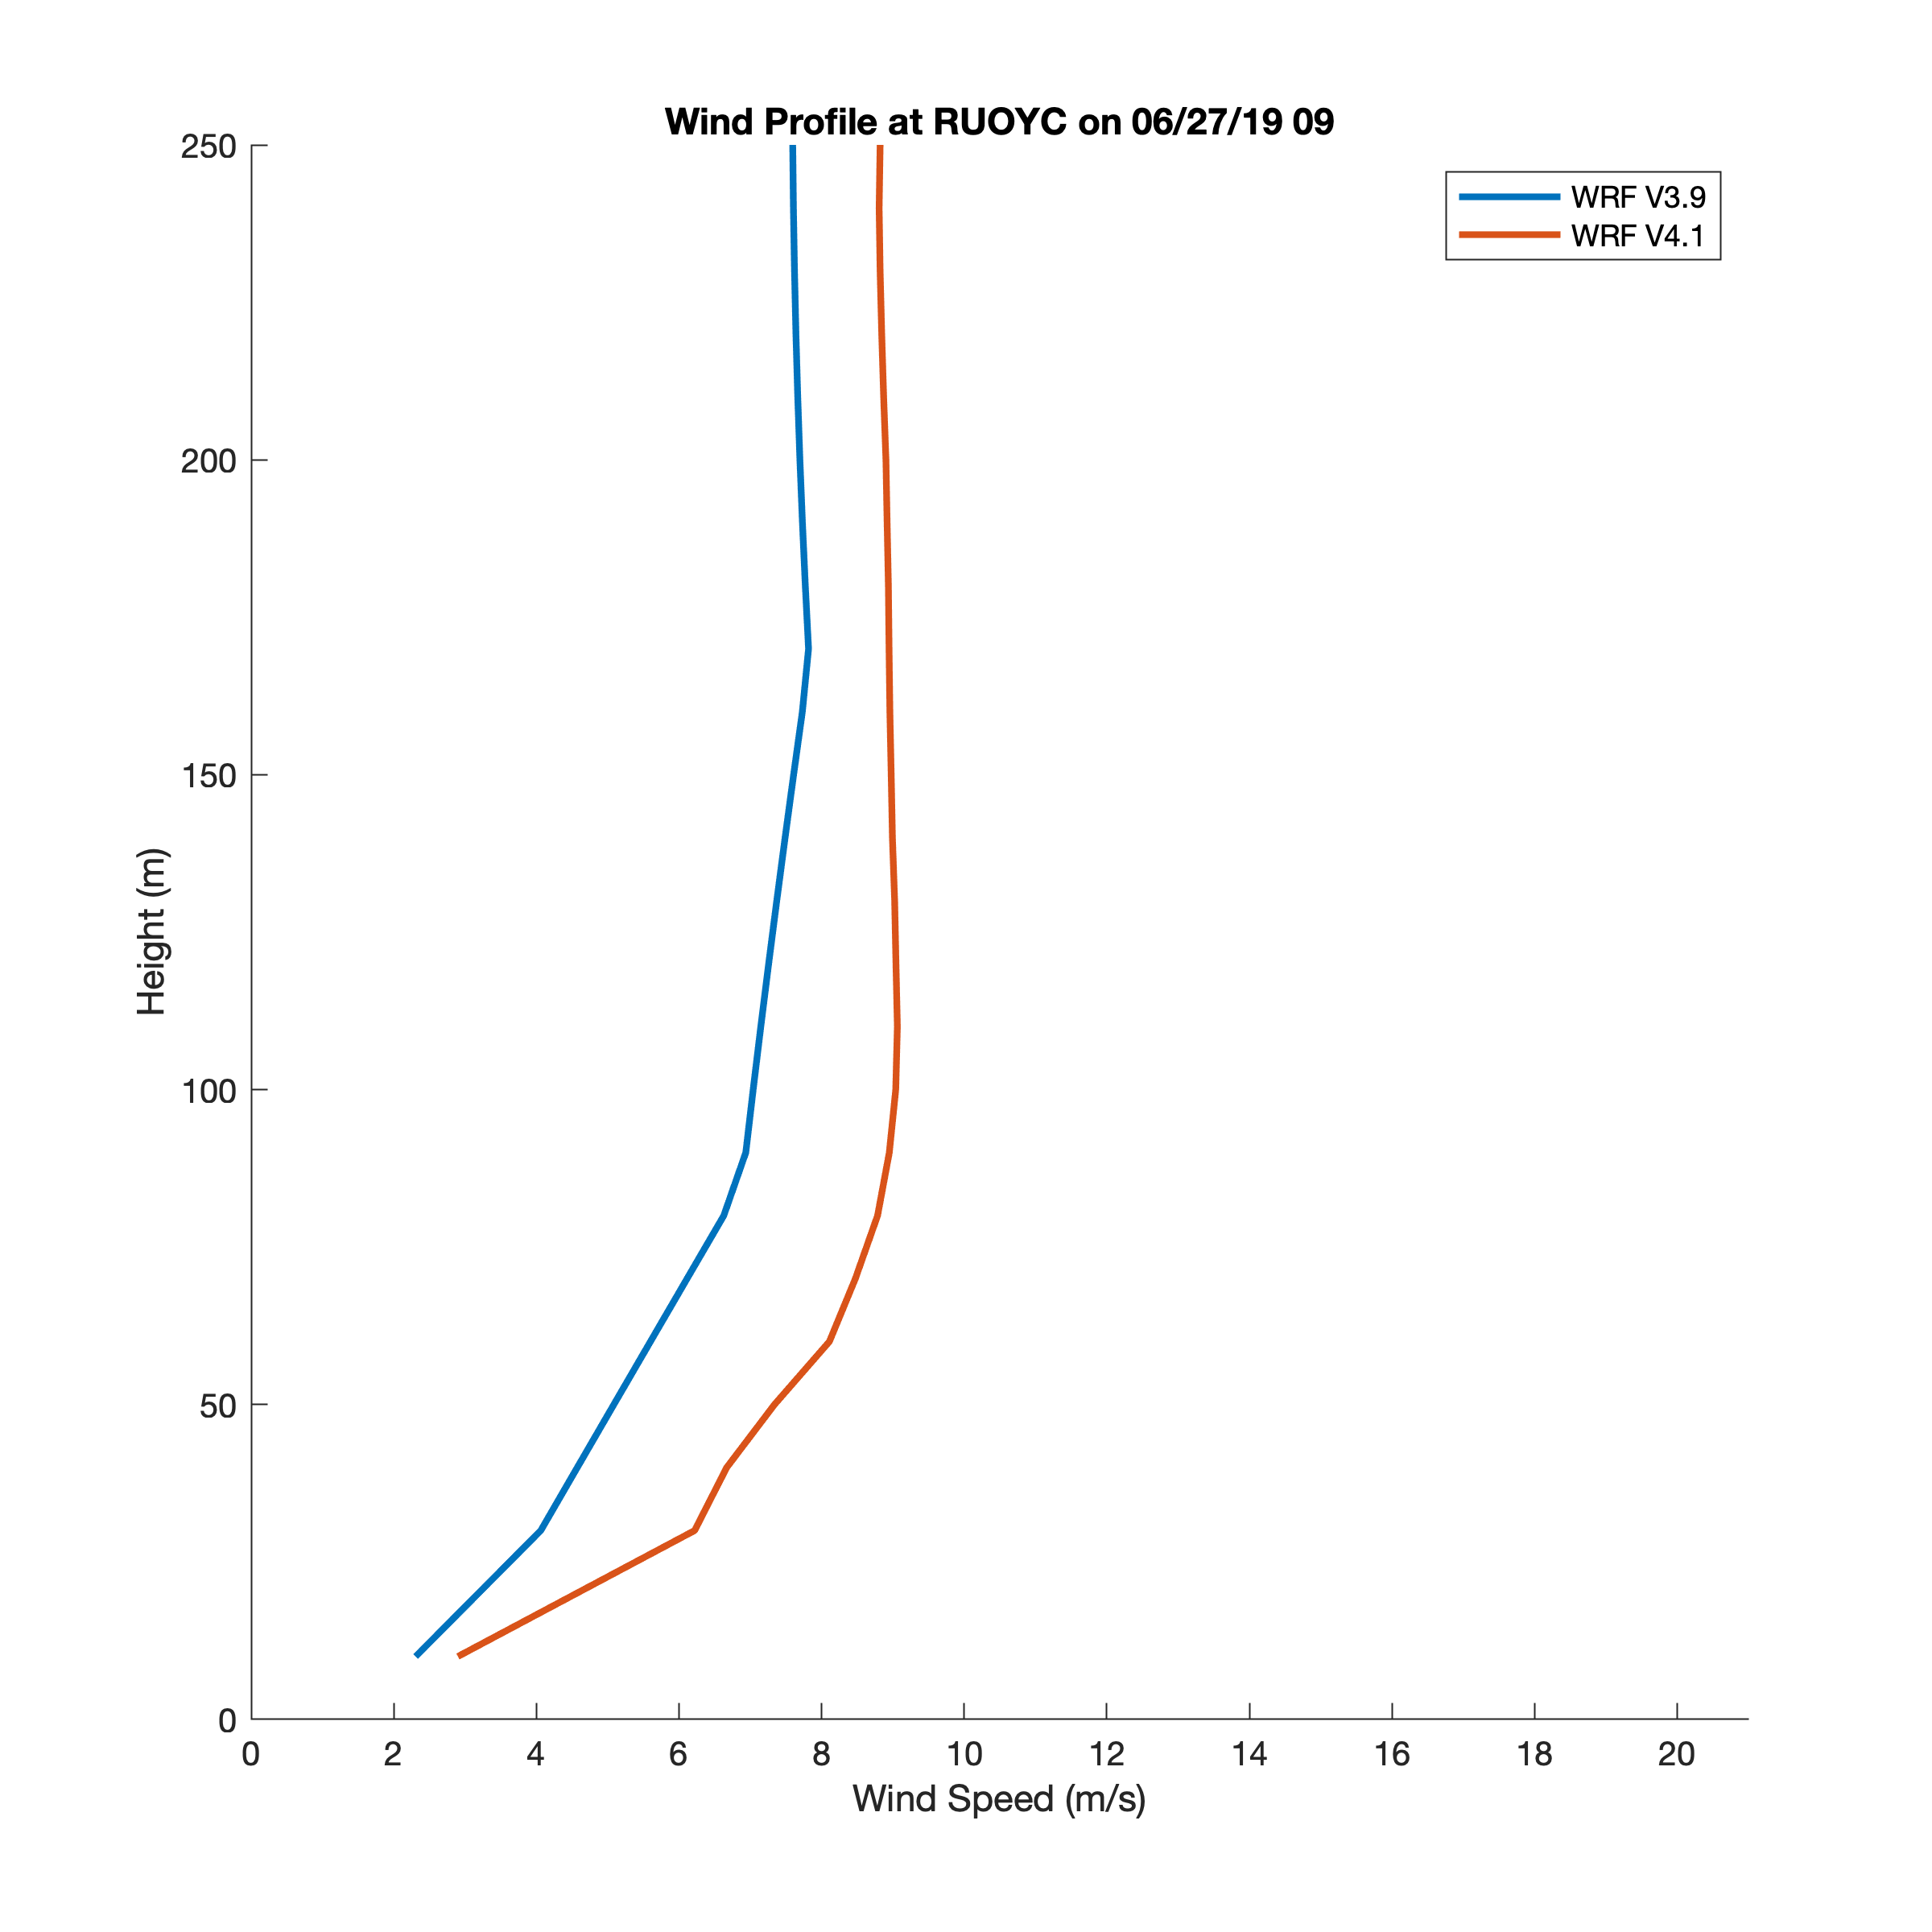 Wind Profile at RUOYC on 06/27/19 09
WRF V3.9
WRF V4.1
250
200
150
100
50
0
Height (m)
0 2 4 6 8 10 12 14 16 18 20
Wind Speed (m/s)